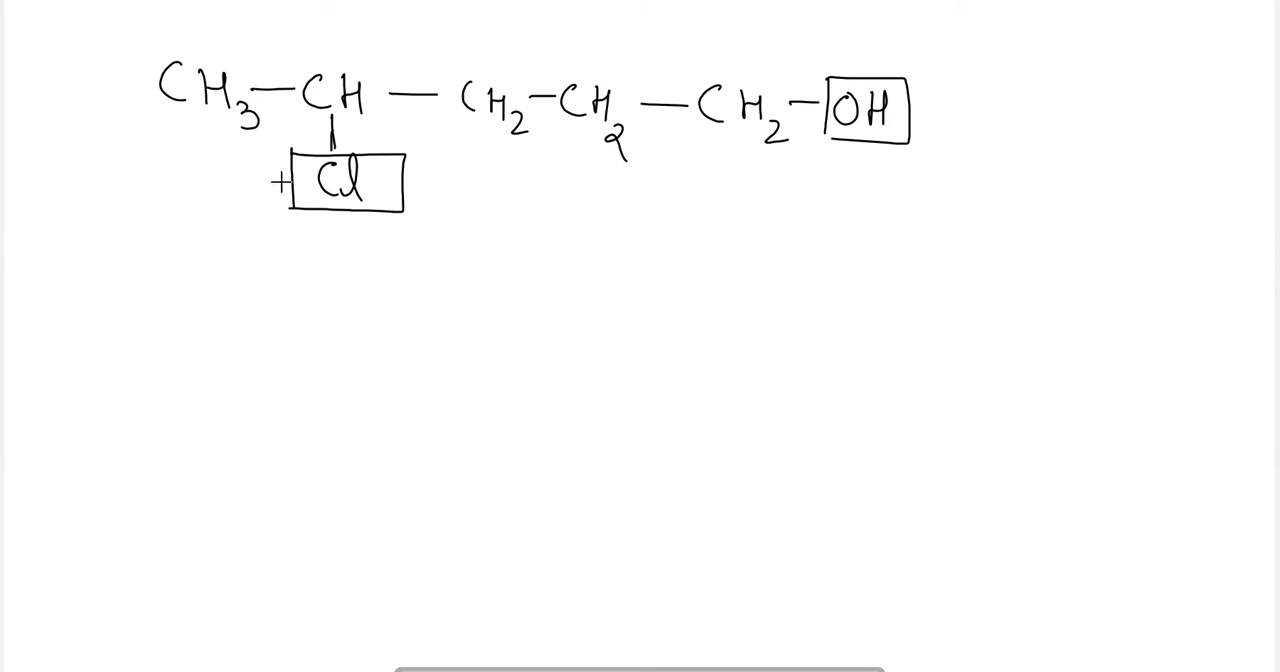 CH₃—CH — CH₂—CH₂ — CH₂—OH
Cl